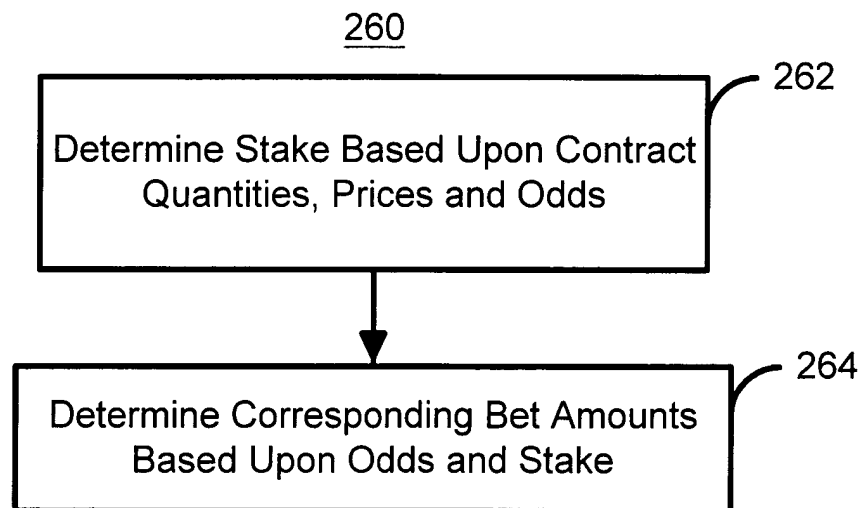 260
262
Determine Stake Based Upon Contract
Quantities, Prices and Odds
264
Determine Corresponding Bet Amounts
Based Upon Odds and Stake